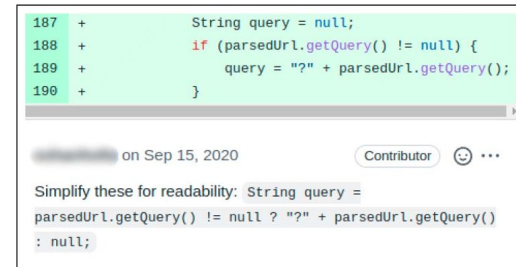 187 + String query = null;
188 + if (parsedUrl.getQuery() != null) {
189 + query = "?" + parsedUrl.getQuery();
190 + }
on Sep 15, 2020 Contributor
Simplify these for readability: String query =
parsedUrl.getQuery() != null ? "?" + parsedUrl.getQuery()
: null;